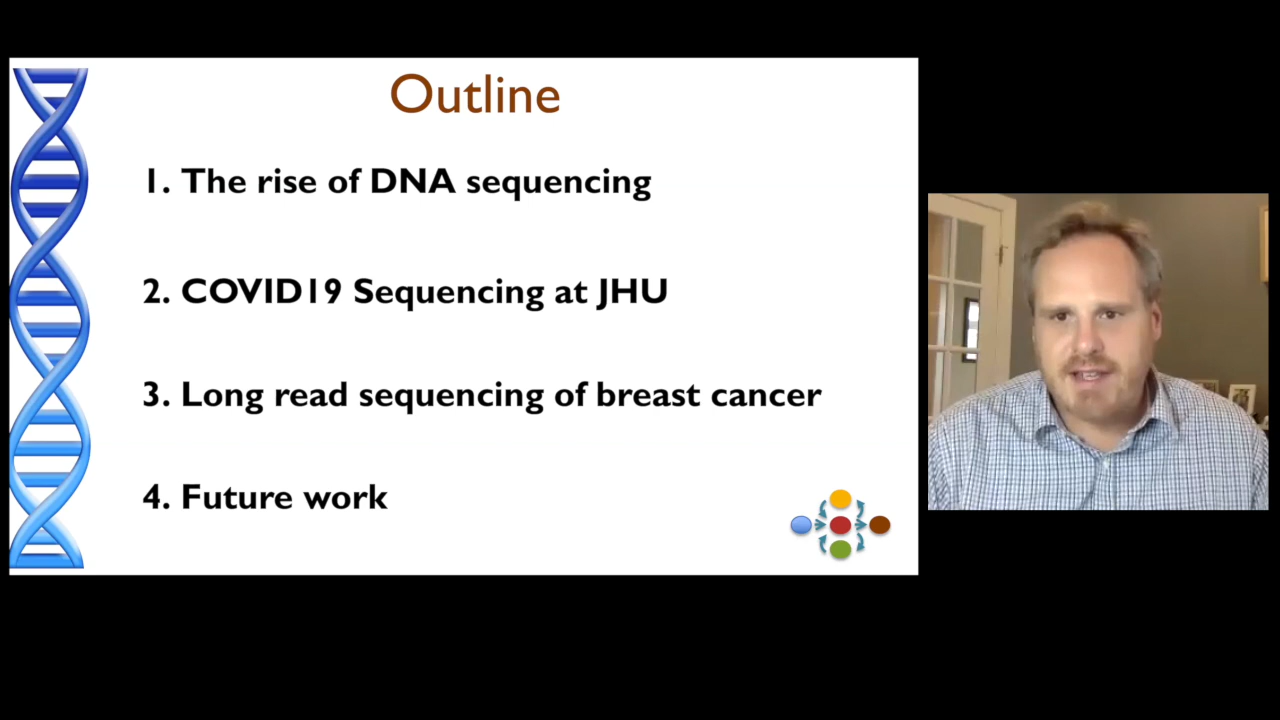 Outline
1. The rise of DNA sequencing
2. COVID19 Sequencing at JHU
3. Long read sequencing of breast cancer
4. Future work